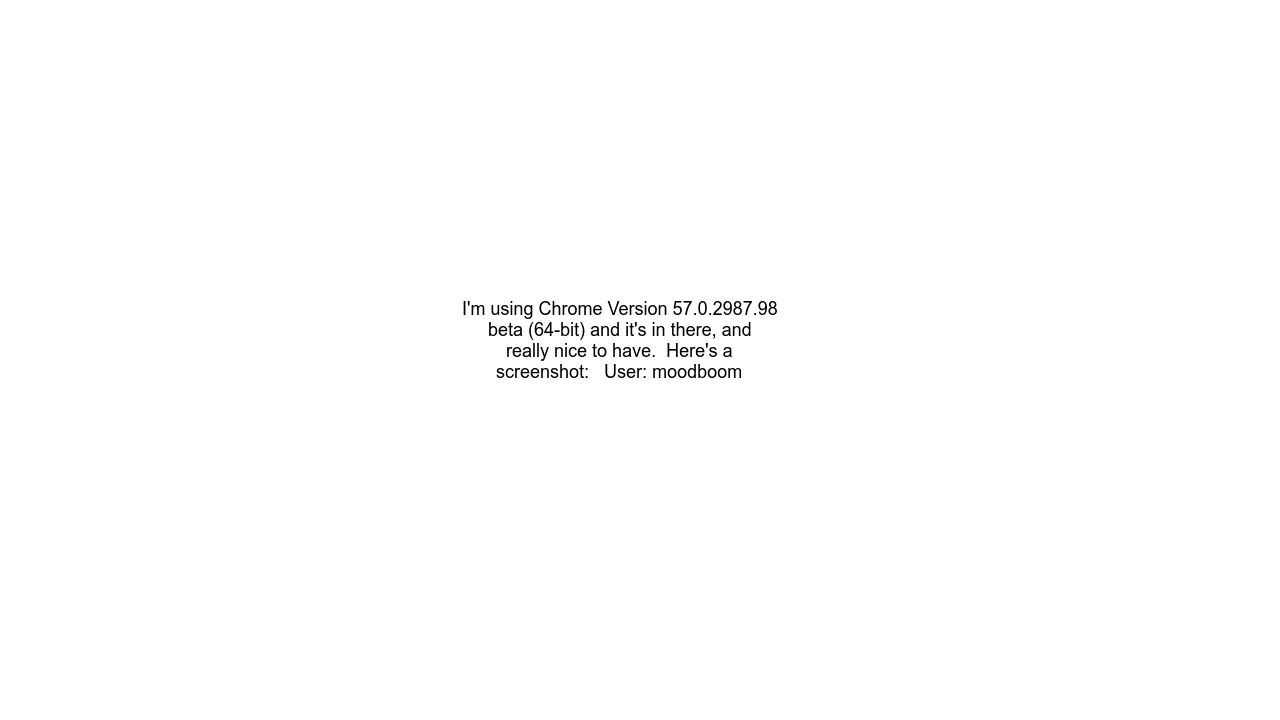 I'm using Chrome Version 57.0.2987.98
beta (64-bit) and it's in there, and
really nice to have.  Here's a
screenshot:   User: moodboom